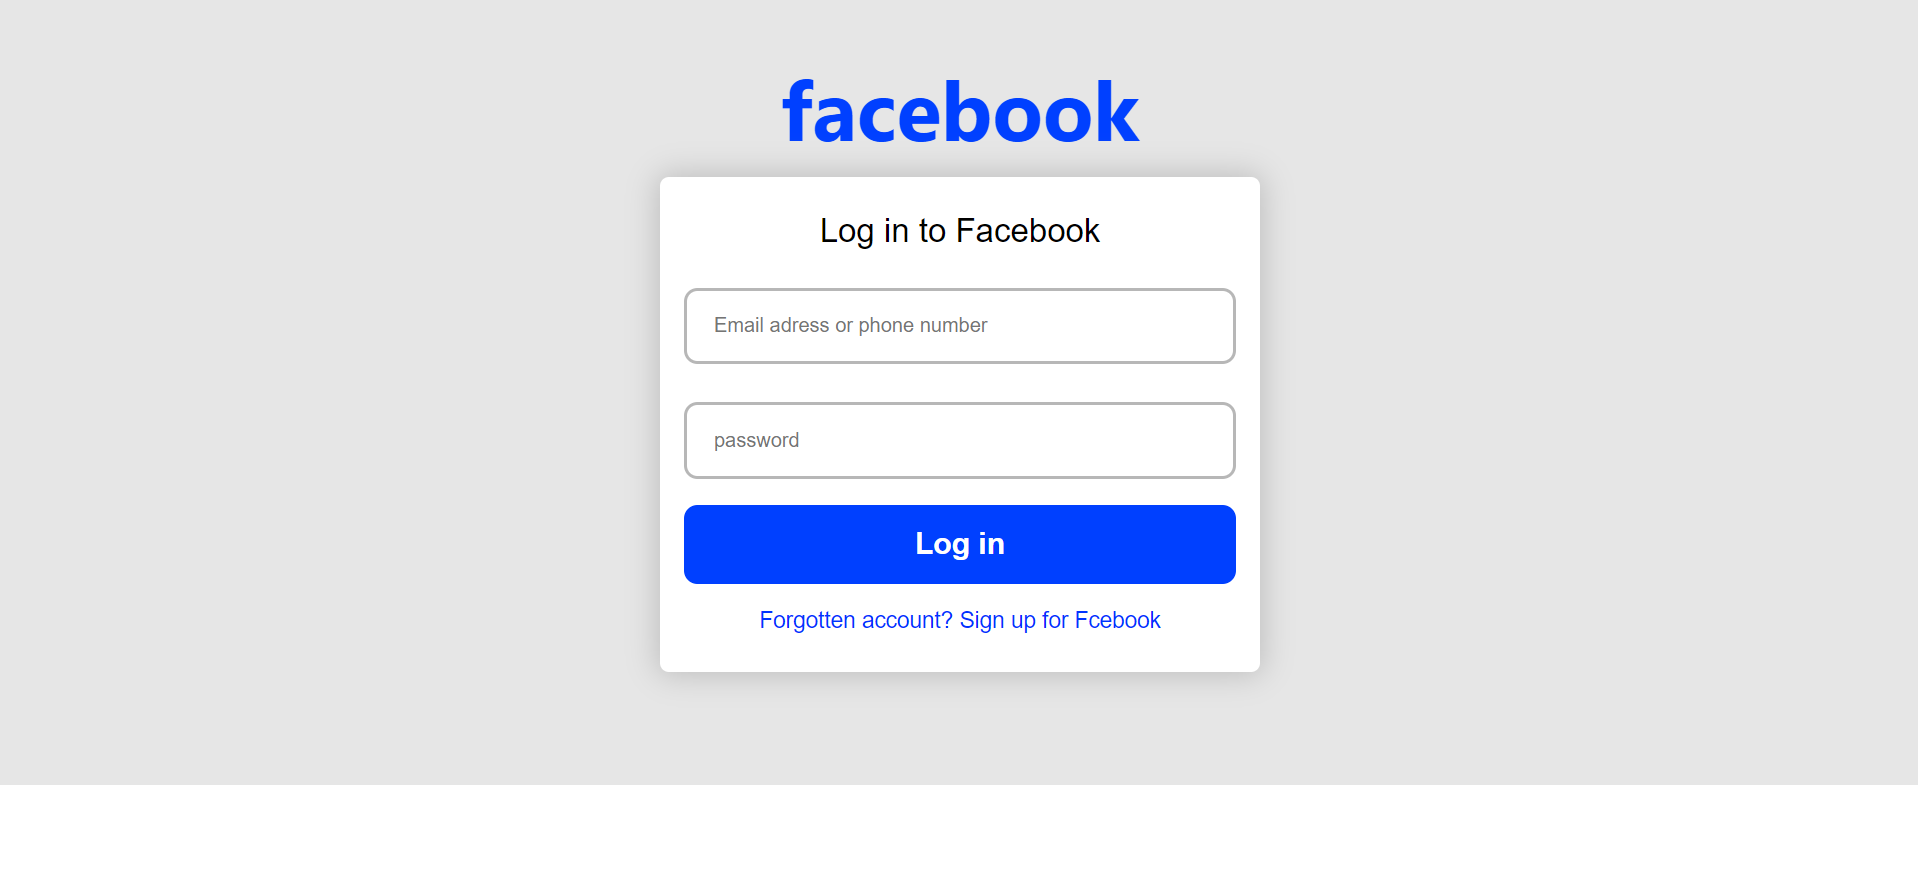 facebook
Log in to Facebook
Email adress or phone number
password
Log in
Forgotten account? Sign up for Fcebook